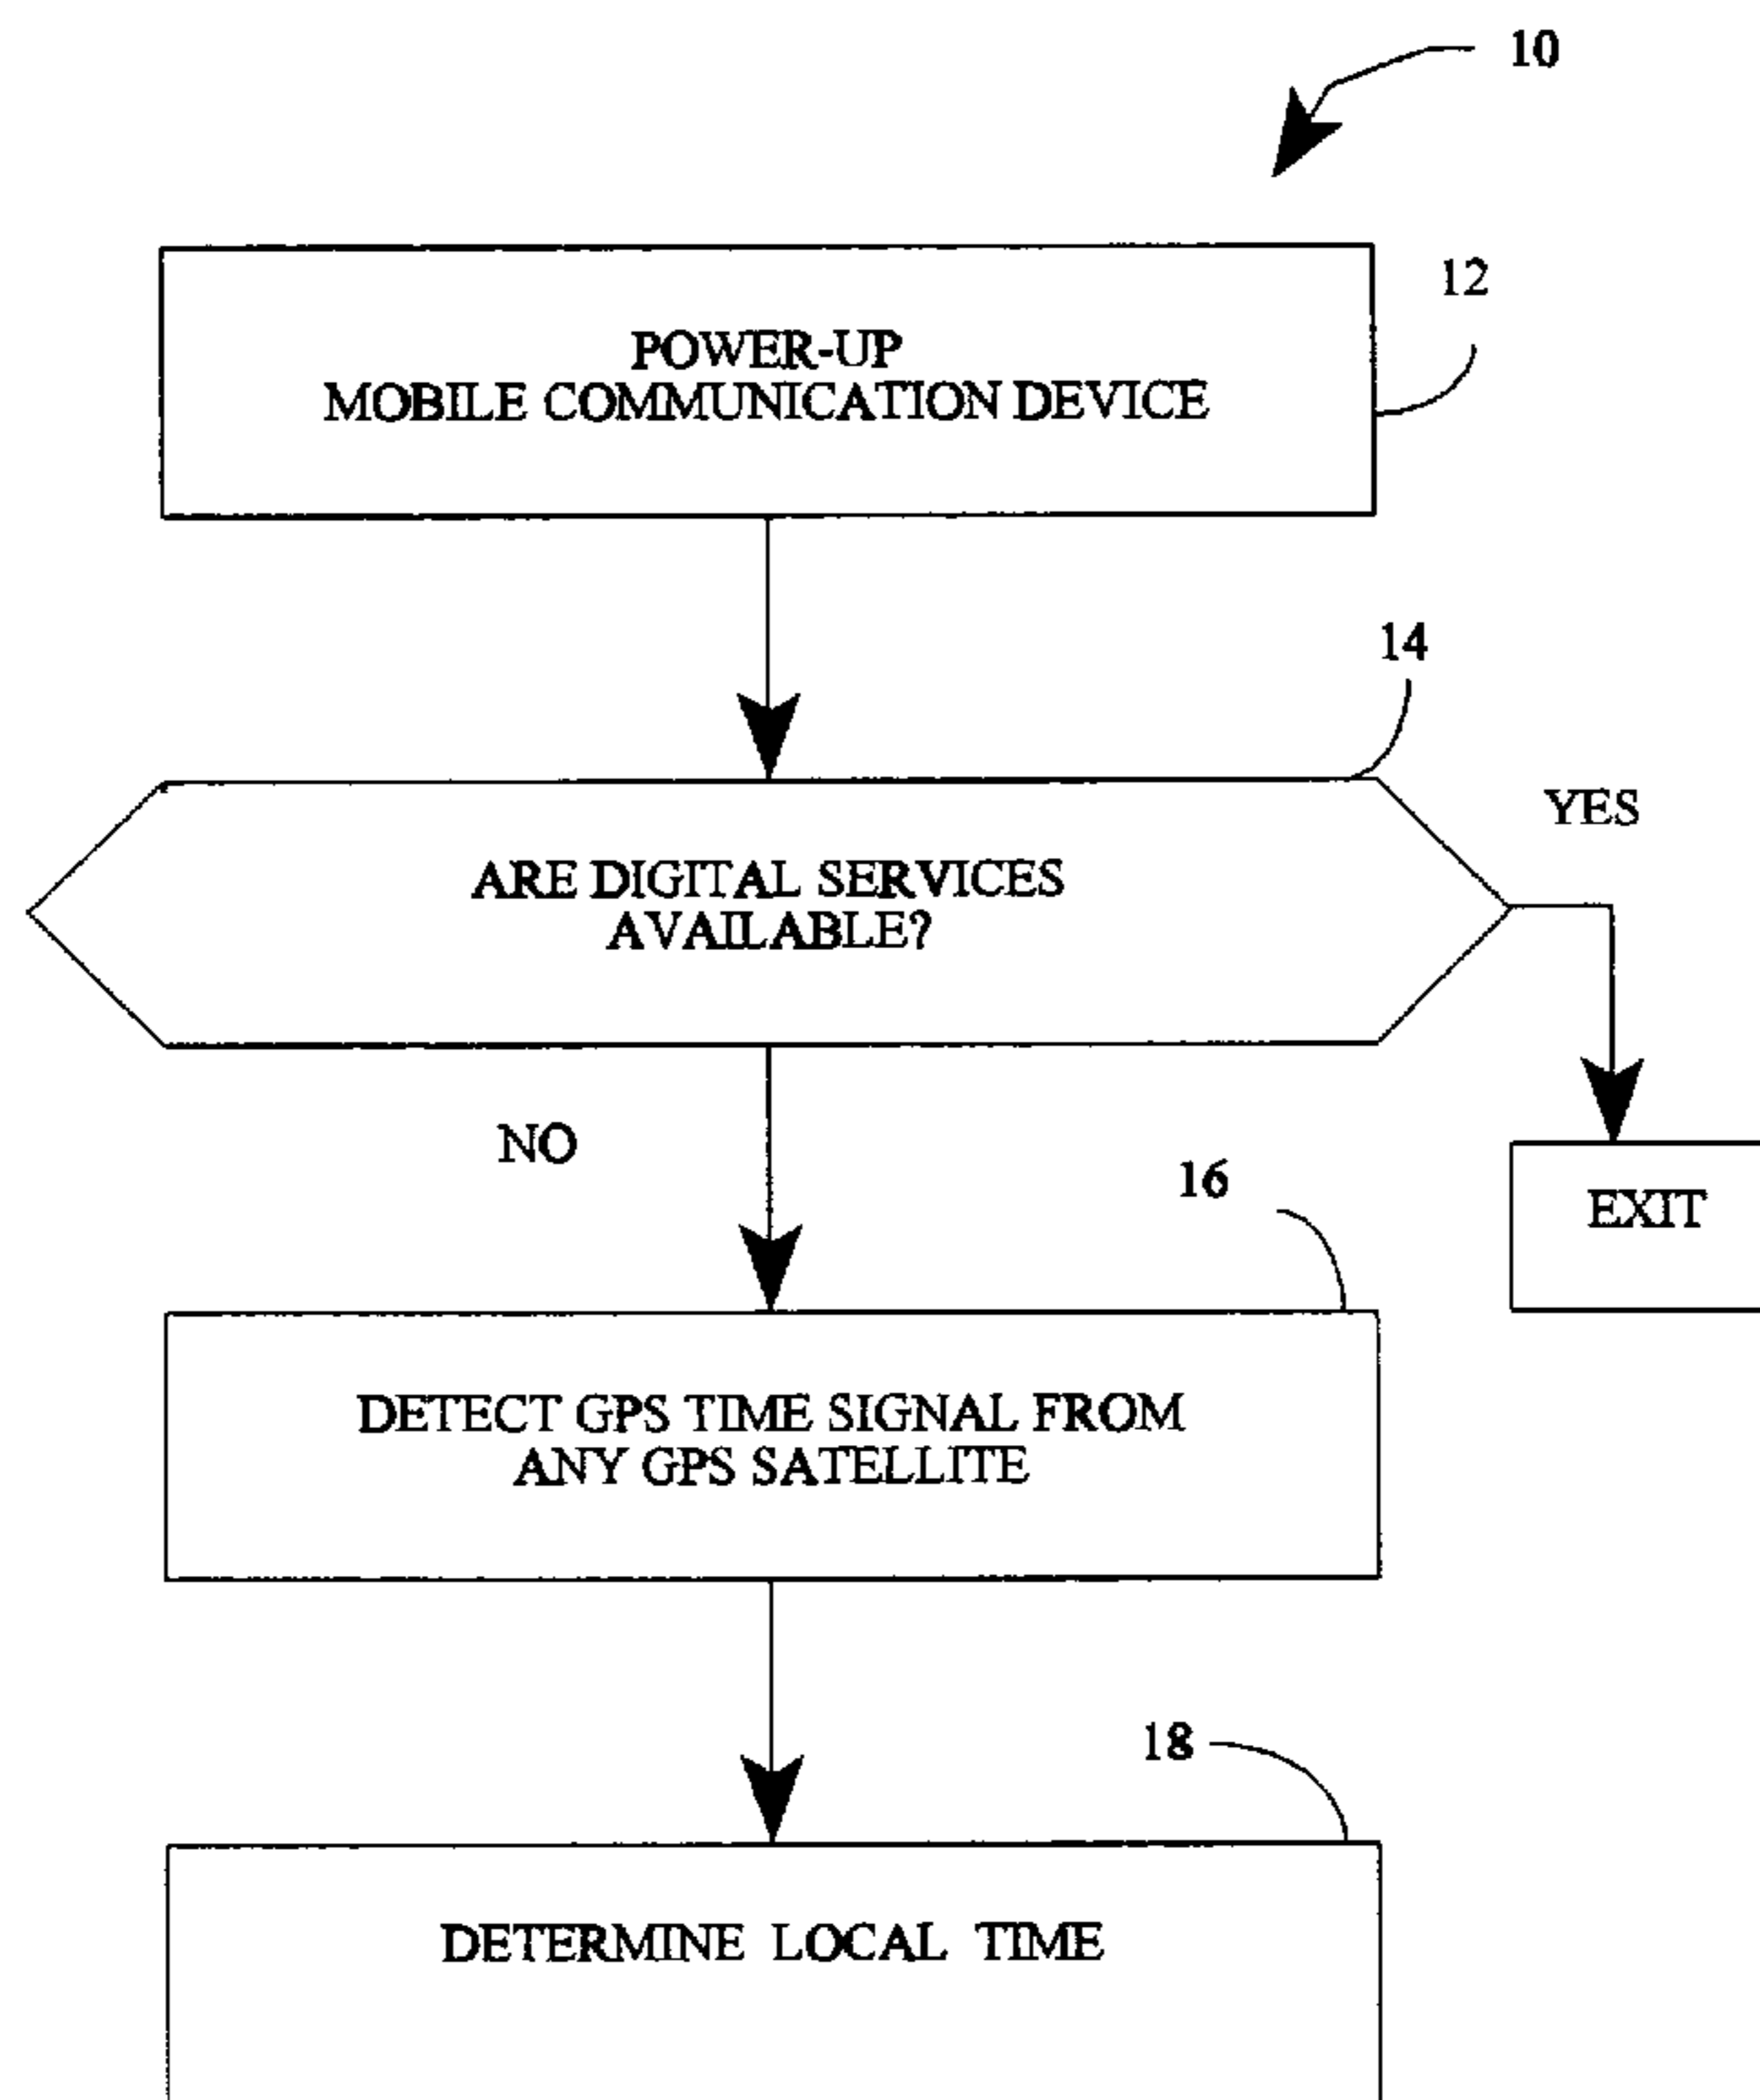 10
12
POWER-UP
MOBILE COMMUNICATION DEVICE
14
YES
ARE DIGITAL SERVICES
AVAILABLE?
NO
16
EXIT
DETECT GPS TIME SIGNAL FROM
ANY GPS SATELLITE
18
DETERMINE LOCAL TIME